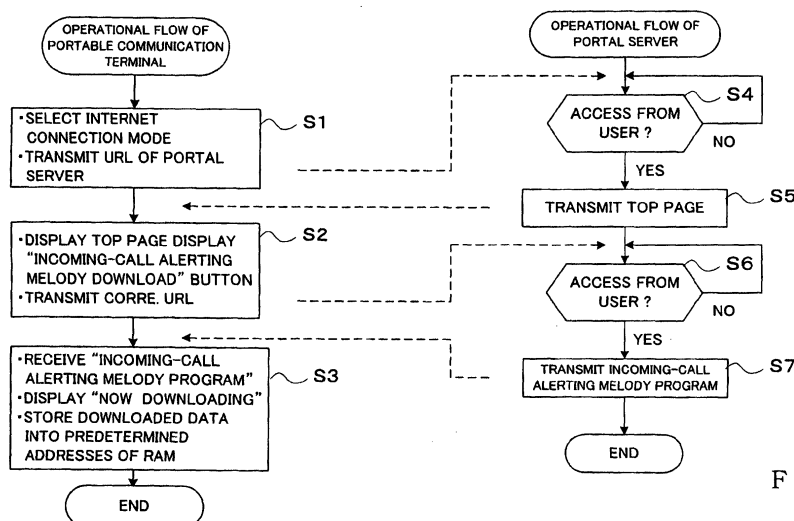 OPERATIONAL FLOW OF
PORTABLE COMMUNICATION
TERMINAL
・SELECT INTERNET
CONNECTION MODE
・TRANSMIT URL OF PORTAL
SERVER
S1
・DISPLAY TOP PAGE DISPLAY
“INCOMING-CALL ALERTING
MELODY DOWNLOAD” BUTTON
・TRANSMIT CORRE. URL
S2
・RECEIVE “INCOMING-CALL
ALERTING MELODY PROGRAM”
・DISPLAY “NOW DOWNLOADING”
・STORE DOWNLOADED DATA
INTO PREDETERMINED
ADDRESSES OF RAM
S3
END
OPERATIONAL FLOW OF
PORTAL SERVER
ACCESS FROM
USER ?
S4
NO
YES
TRANSMIT TOP PAGE
S5
ACCESS FROM
USER ?
S6
NO
YES
TRANSMIT INCOMING-CALL
ALERTING MELODY PROGRAM
S7
END
F